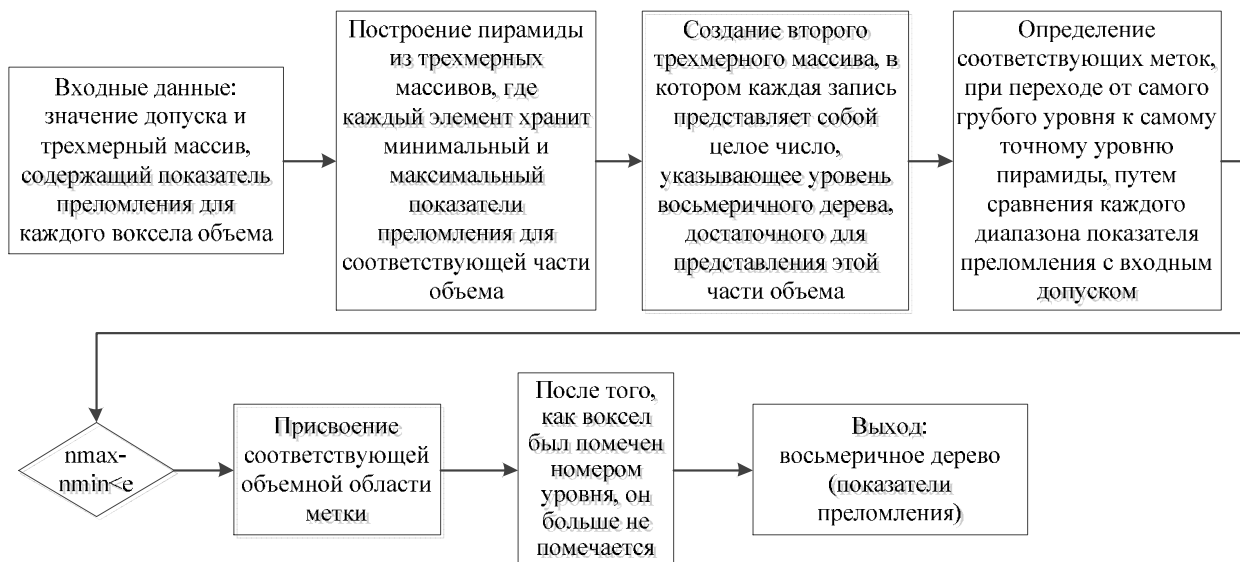 Входные данные:
значение допуска и
трехмерный массив,
содержащий показатель
преломления для
каждого воксела объема
Построение пирамиды
из трехмерных
массивов, где
каждый элемент хранит
минимальный и
максимальный
показатели
преломления для
соответствующей части
объема
Создание второго
трехмерного массива, в
котором каждая запись
представляет собой
целое число,
указывающее уровень
восьмеричного дерева,
достаточного для
представления этой
части объема
Определение
соответствующих меток,
при переходе от самого
грубого уровня к самому
точному уровню
пирамиды, путем
сравнения каждого
диапазона показателя
преломления с входным
допуском
nmax-
nmin<e
Присвоение
соответствующей
объемной области
метки
После того,
как воксел
был помечен
номером
уровня, он
больше не
помечается
Выход:
восьмеричное дерево
(показатели
преломления)